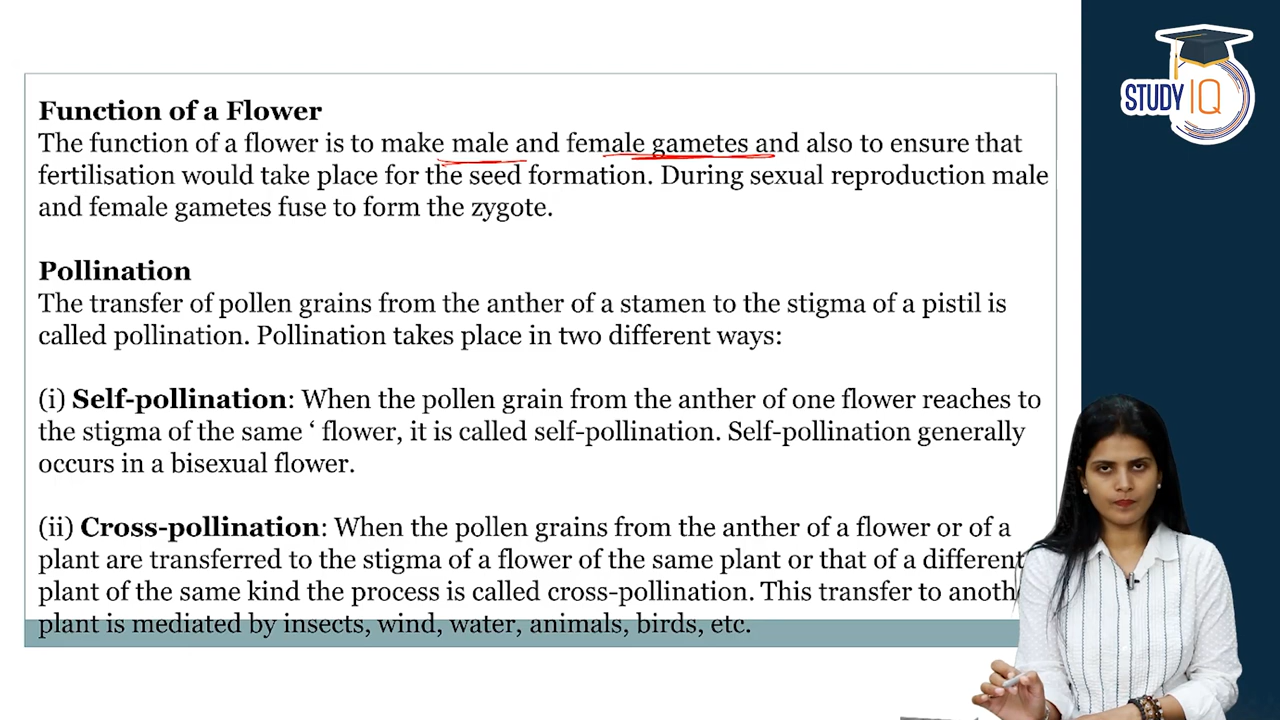 STUDY IQ
Function of a Flower
The function of a flower is to make male and female gametes and also to ensure that
fertilisation would take place for the seed formation. During sexual reproduction male
and female gametes fuse to form the zygote.
Pollination
The transfer of pollen grains from the anther of a stamen to the stigma of a pistil is
called pollination. Pollination takes place in two different ways:
(i) Self-pollination: When the pollen grain from the anther of one flower reaches to
the stigma of the same ‘ flower, it is called self-pollination. Self-pollination generally
occurs in a bisexual flower.
(ii) Cross-pollination: When the pollen grains from the anther of a flower or of a
plant are transferred to the stigma of a flower of the same plant or that of a different
plant of the same kind the process is called cross-pollination. This transfer to
plant is mediated by insects, wind, water, animals, birds, etc.